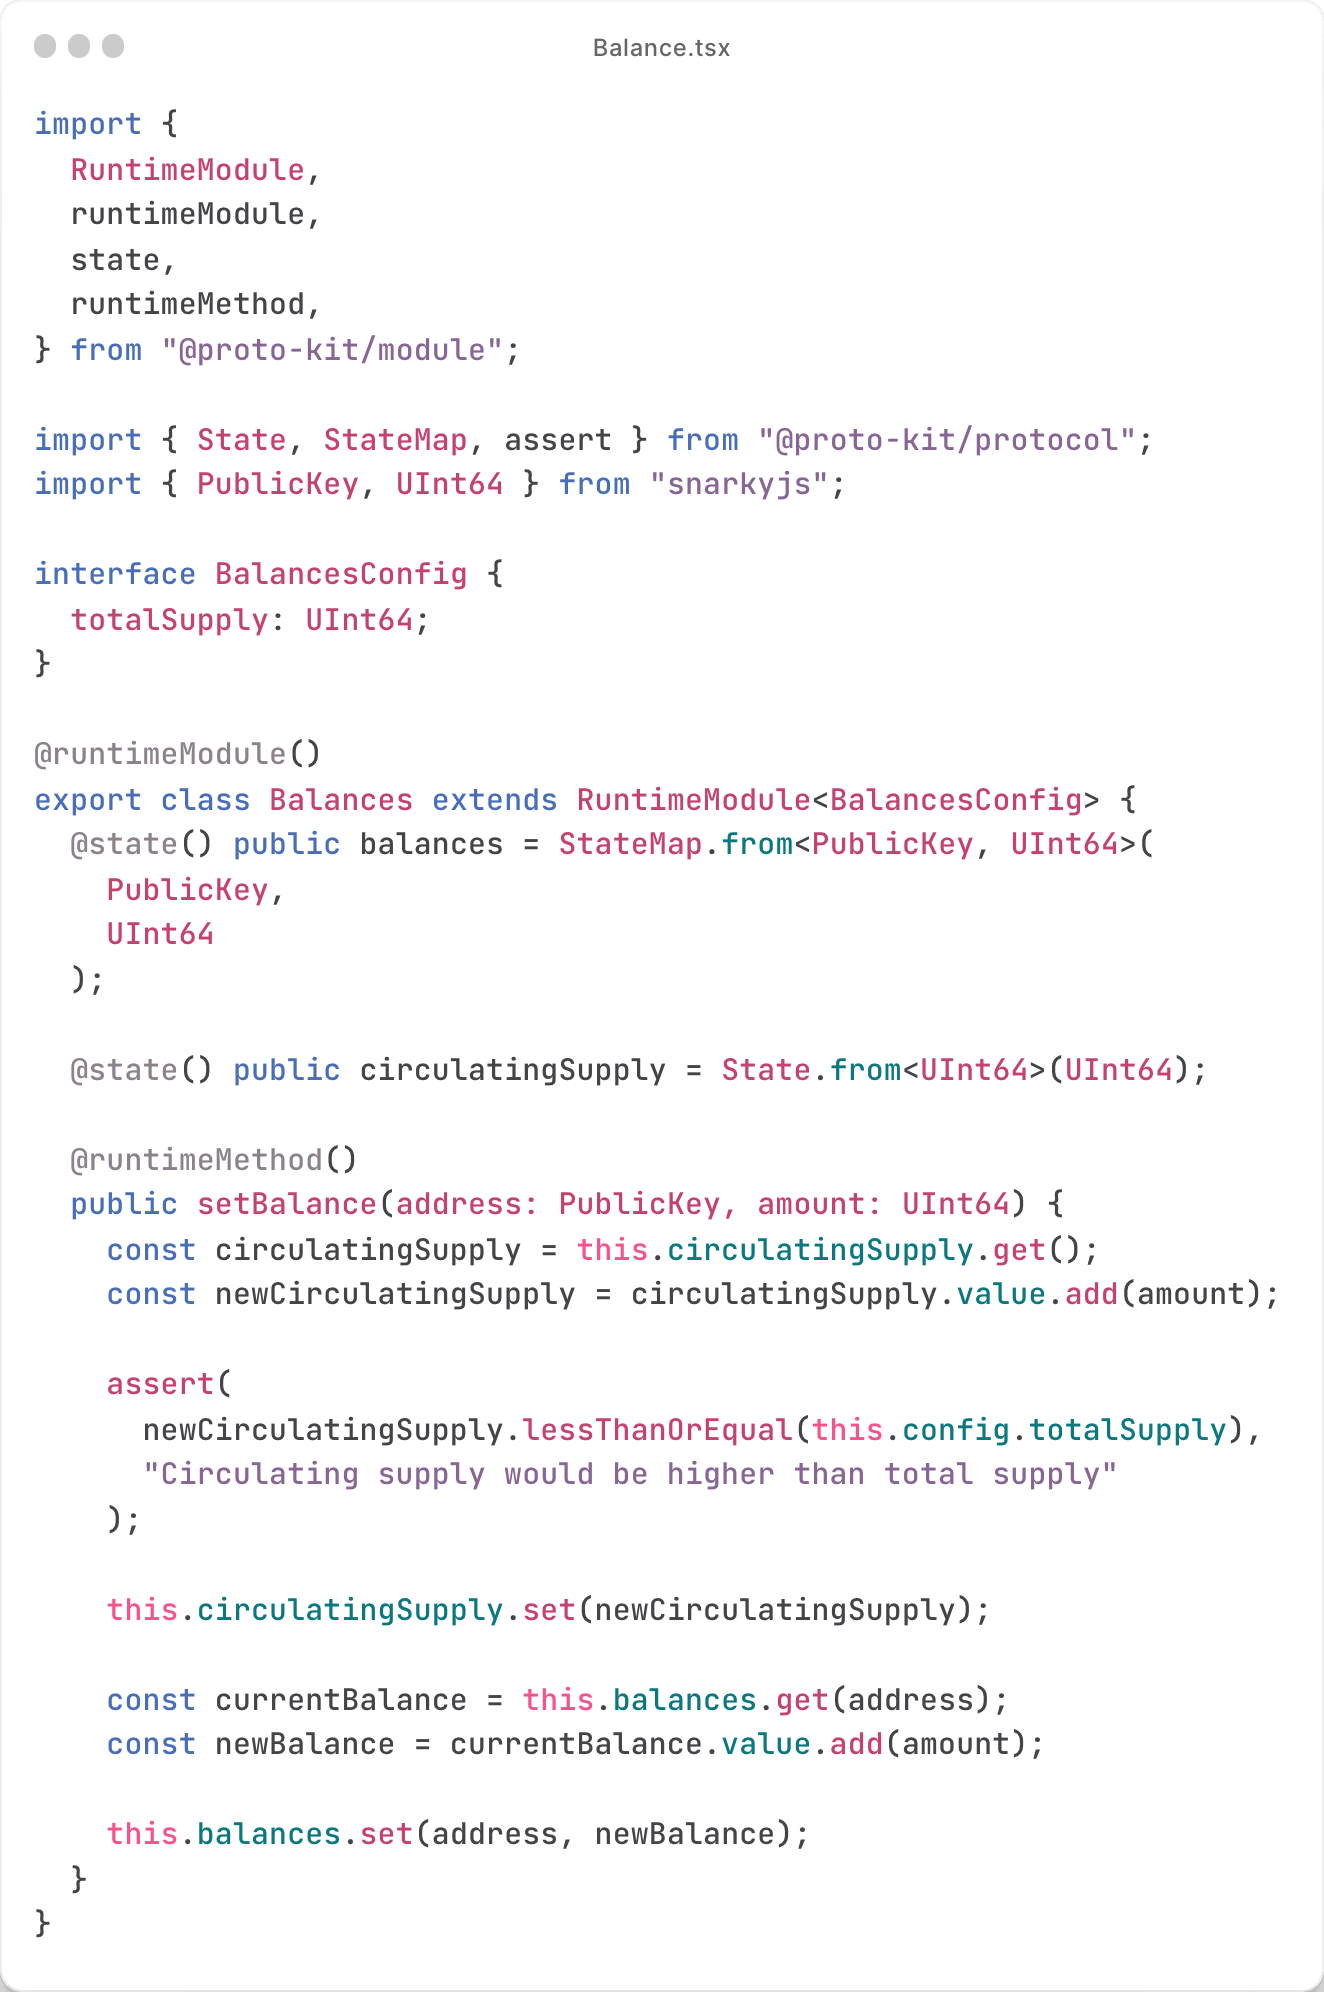 Balance.tsx
import {
  RuntimeModule,
  runtimeModule,
  state,
  runtimeMethod,
} from "@proto-kit/module";

import { State, StateMap, assert } from "@proto-kit/protocol";
import { PublicKey, UInt64 } from "snarkyjs";

interface BalancesConfig {
  totalSupply: UInt64;
}

@runtimeModule()
export class Balances extends RuntimeModule<BalancesConfig> {
  @state() public balances = StateMap.from<PublicKey, UInt64>(
    PublicKey,
    UInt64
  );

  @state() public circulatingSupply = State.from<UInt64>(UInt64);

  @runtimeMethod()
  public setBalance(address: PublicKey, amount: UInt64) {
    const circulatingSupply = this.circulatingSupply.get();
    const newCirculatingSupply = circulatingSupply.value.add(amount);

    assert(
      newCirculatingSupply.lessThanOrEqual(this.config.totalSupply),
      "Circulating supply would be higher than total supply"
    );

    this.circulatingSupply.set(newCirculatingSupply);

    const currentBalance = this.balances.get(address);
    const newBalance = currentBalance.value.add(amount);

    this.balances.set(address, newBalance);
  }
}